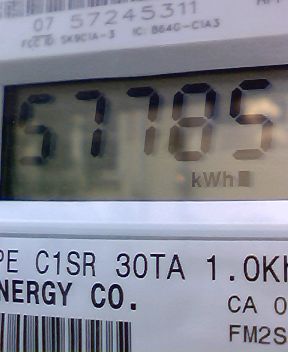 07 57245311
FCC ID SK9C1A-3 IC: 864G-C1A3
57785
kWh
PE C1SR 30TA 1.0Kh
NERGY CO.
CA 0
FM2S